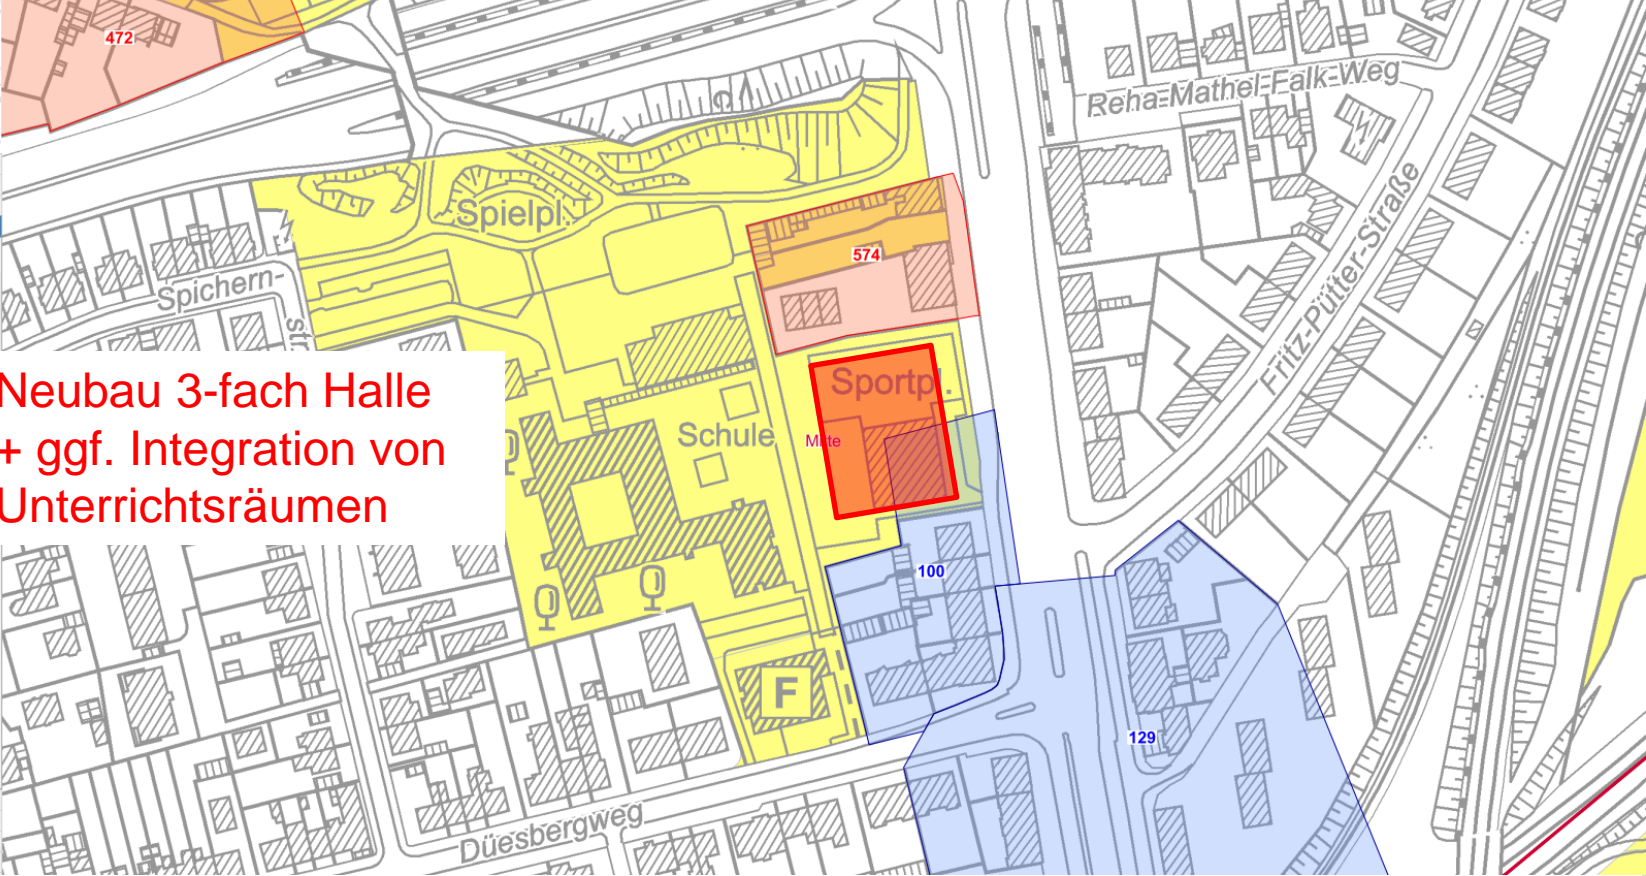 472
Reha-Mathel-Falk-Weg
Spielpl.
574
Spichern-
str
Fritz-Pütter-Straße
Neubau 3-fach Halle
+ ggf. Integration von
Unterrichtsräumen
Sportpl.
Schule
Mitte
100
F
129
Düesbergweg